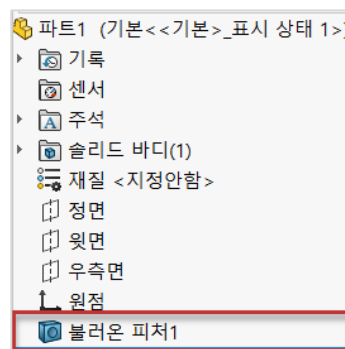 파트1 (기본<<기본>_표시 상태 1>)
기록
센서
주석
솔리드 바디(1)
재질 <지정안함>
정면
윗면
우측면
원점
불러온 피처1